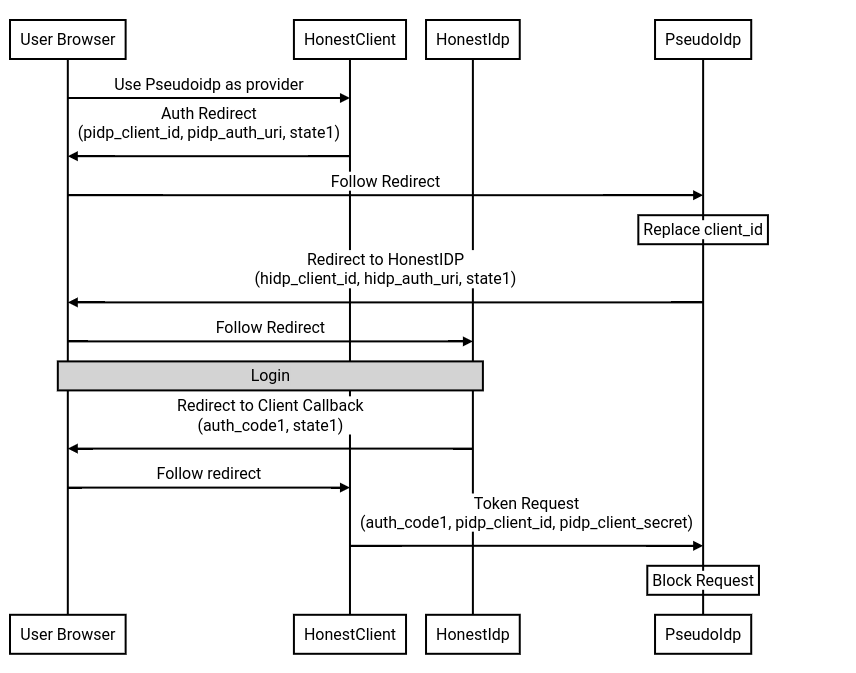 User Browser
HonestClient
HonestIdp
PseudoIdp
Use Pseudoidp as provider
Auth Redirect
(pidp_client_id, pidp_auth_uri, state1)
Follow Redirect
Replace client_id
Redirect to HonestIDP
(hidp_client_id, hidp_auth_uri, state1)
Follow Redirect
Login
Redirect to Client Callback
(auth_code1, state1)
Follow redirect
Token Request
(auth_code1, pidp_client_id, pidp_client_secret)
Block Request
User Browser
HonestClient
HonestIdp
PseudoIdp